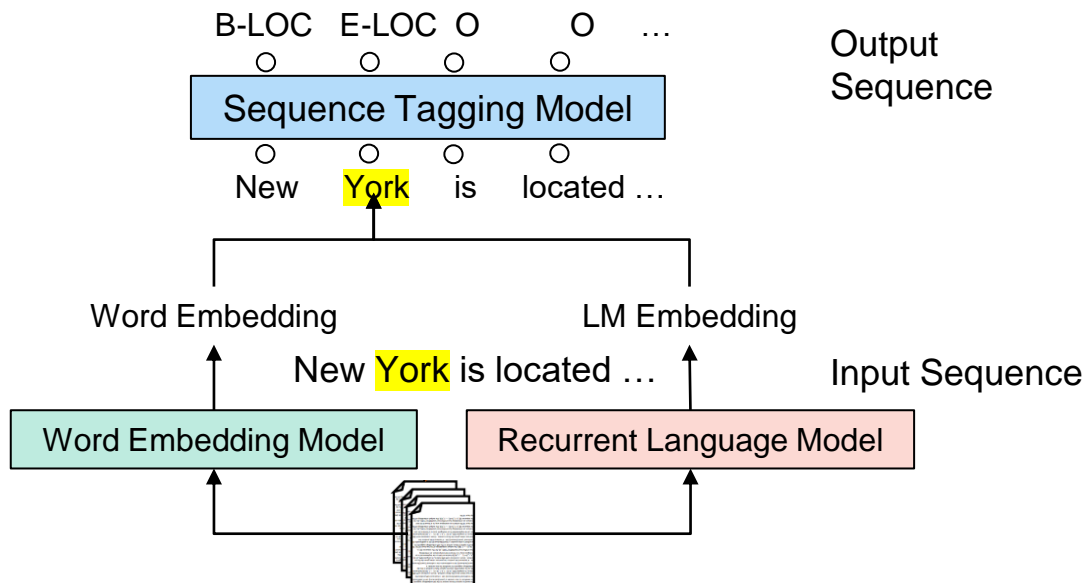 B-LOC E-LOC O O …
Output
Sequence
Sequence Tagging Model
New York is located …
Word Embedding
LM Embedding
New York is located …
Input Sequence
Word Embedding Model
Recurrent Language Model